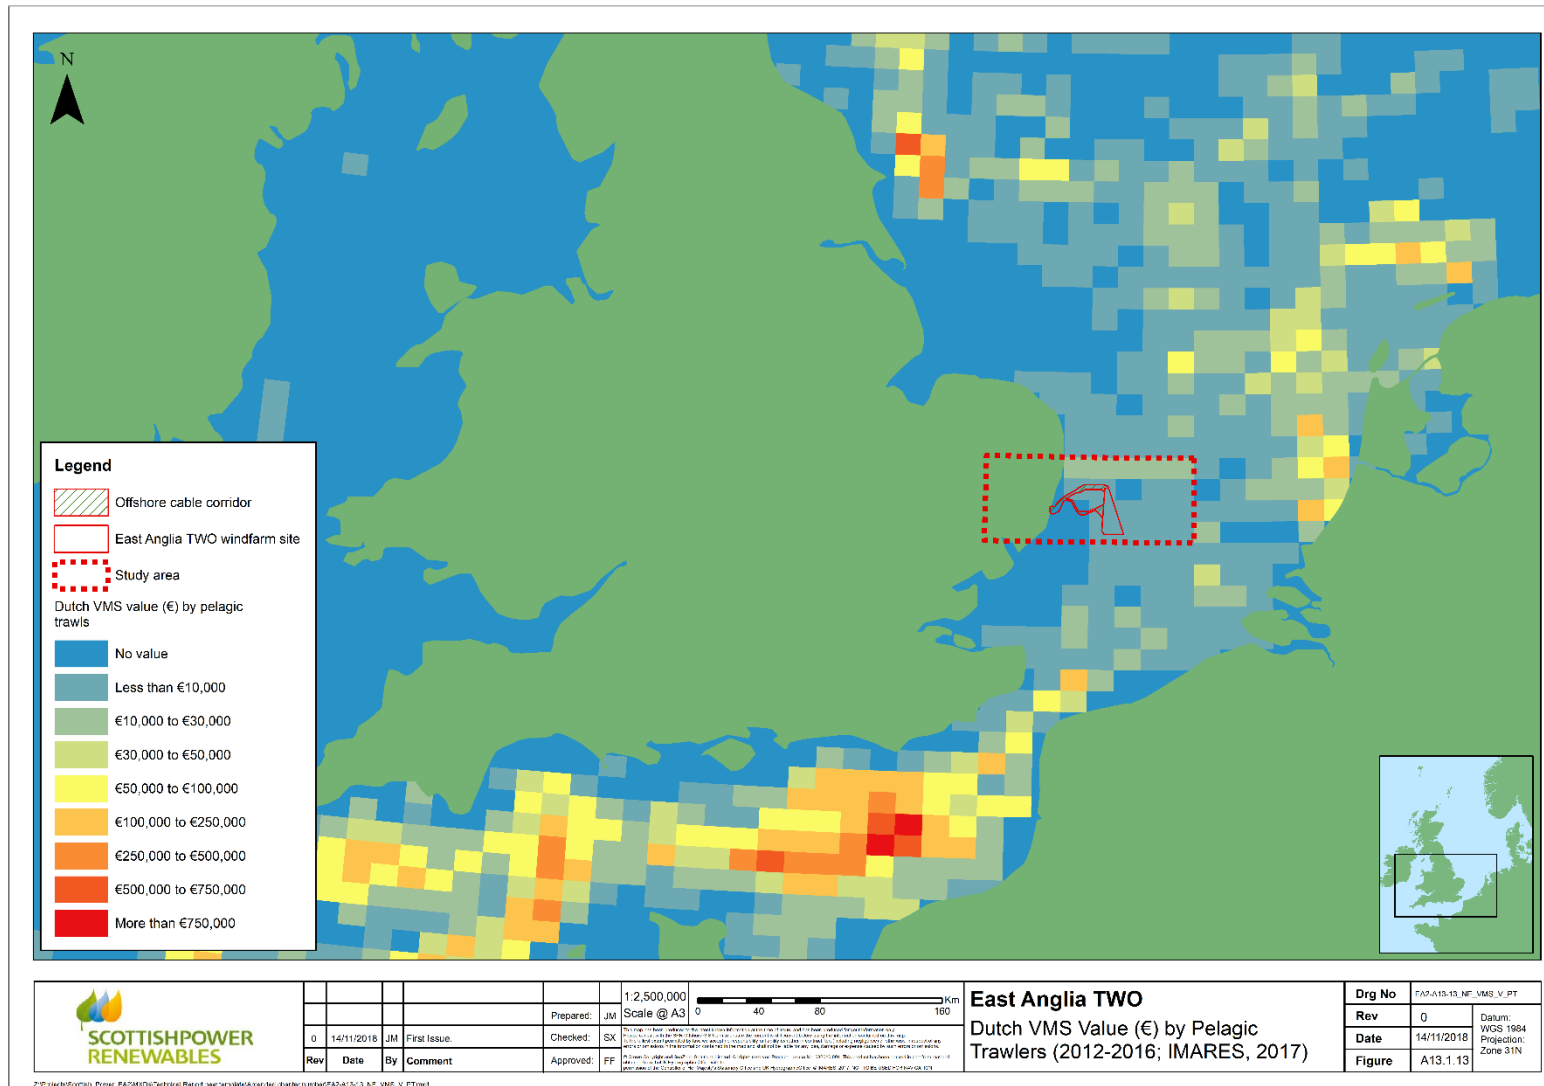 N
Legend
Offshore cable corridor
East Anglia TWO windfarm site
Study area
Dutch VMS value (€) by pelagic
trawls
No value
Less than €10,000
€10,000 to €30,000
€30,000 to €50,000
€50,000 to €100,000
€100,000 to €250,000
€250,000 to €500,000
€500,000 to €750,000
More than €750,000
SCOTTISHPOWER
RENEWABLES
0 14/11/2018 JM First Issue.
Rev Date By Comment
Prepared: JM
Checked: SX
Approved: FF
1:2,500,000
Scale @ A3
0 40 80 160 Km
East Anglia TWO
Dutch VMS Value (€) by Pelagic
Trawlers (2012-2016; IMARES, 2017)
Drg No EA2-A13-13_NF_VMS_V_PT
Rev 0
Date 14/11/2018
Figure A13.1.13
Datum:
WGS 1984
Projection:
Zone 31N